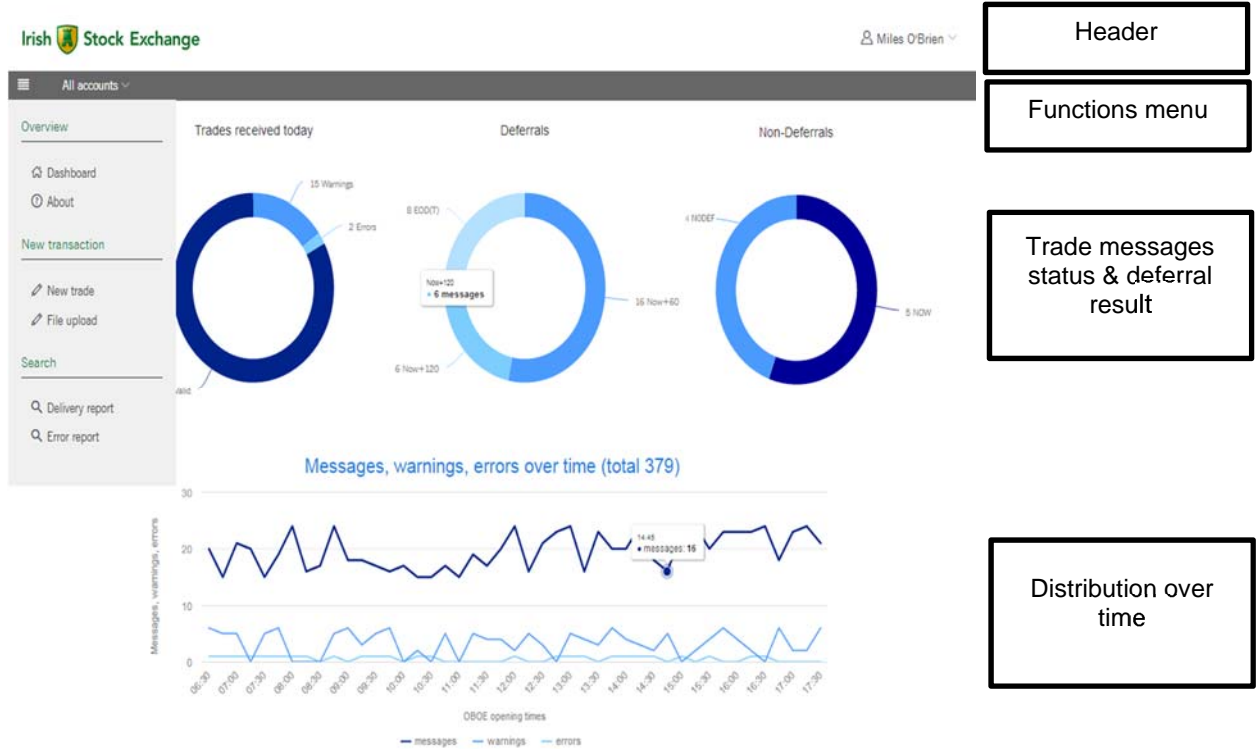 Irish Stock Exchange
Miles O'Brien
Header
All accounts
Functions menu
Overview
Dashboard
About
New transaction
New trade
File upload
Search
Delivery report
Error report
Trades received today
15 Warnings
2 Errors
Deferrals
8 EOD(T)
Now+120
6 messages
16 Now+60
6 Now+120
Non-Deferrals
NODEF
5 NOW
Trade messages
status & deferral
result
Messages, warnings, errors over time (total 379)
Messages, warnings, errors
30
20
10
0
14:45
messages: 16
06:30 07:00 07:30 08:00 08:30 09:00 09:30 10:00 10:30 11:00 11:30 12:00 12:30 13:00 13:30 14:00 14:30 15:00 15:30 16:00 16:30 17:00 17:30
OBOE opening times
messages warnings errors
Distribution over
time